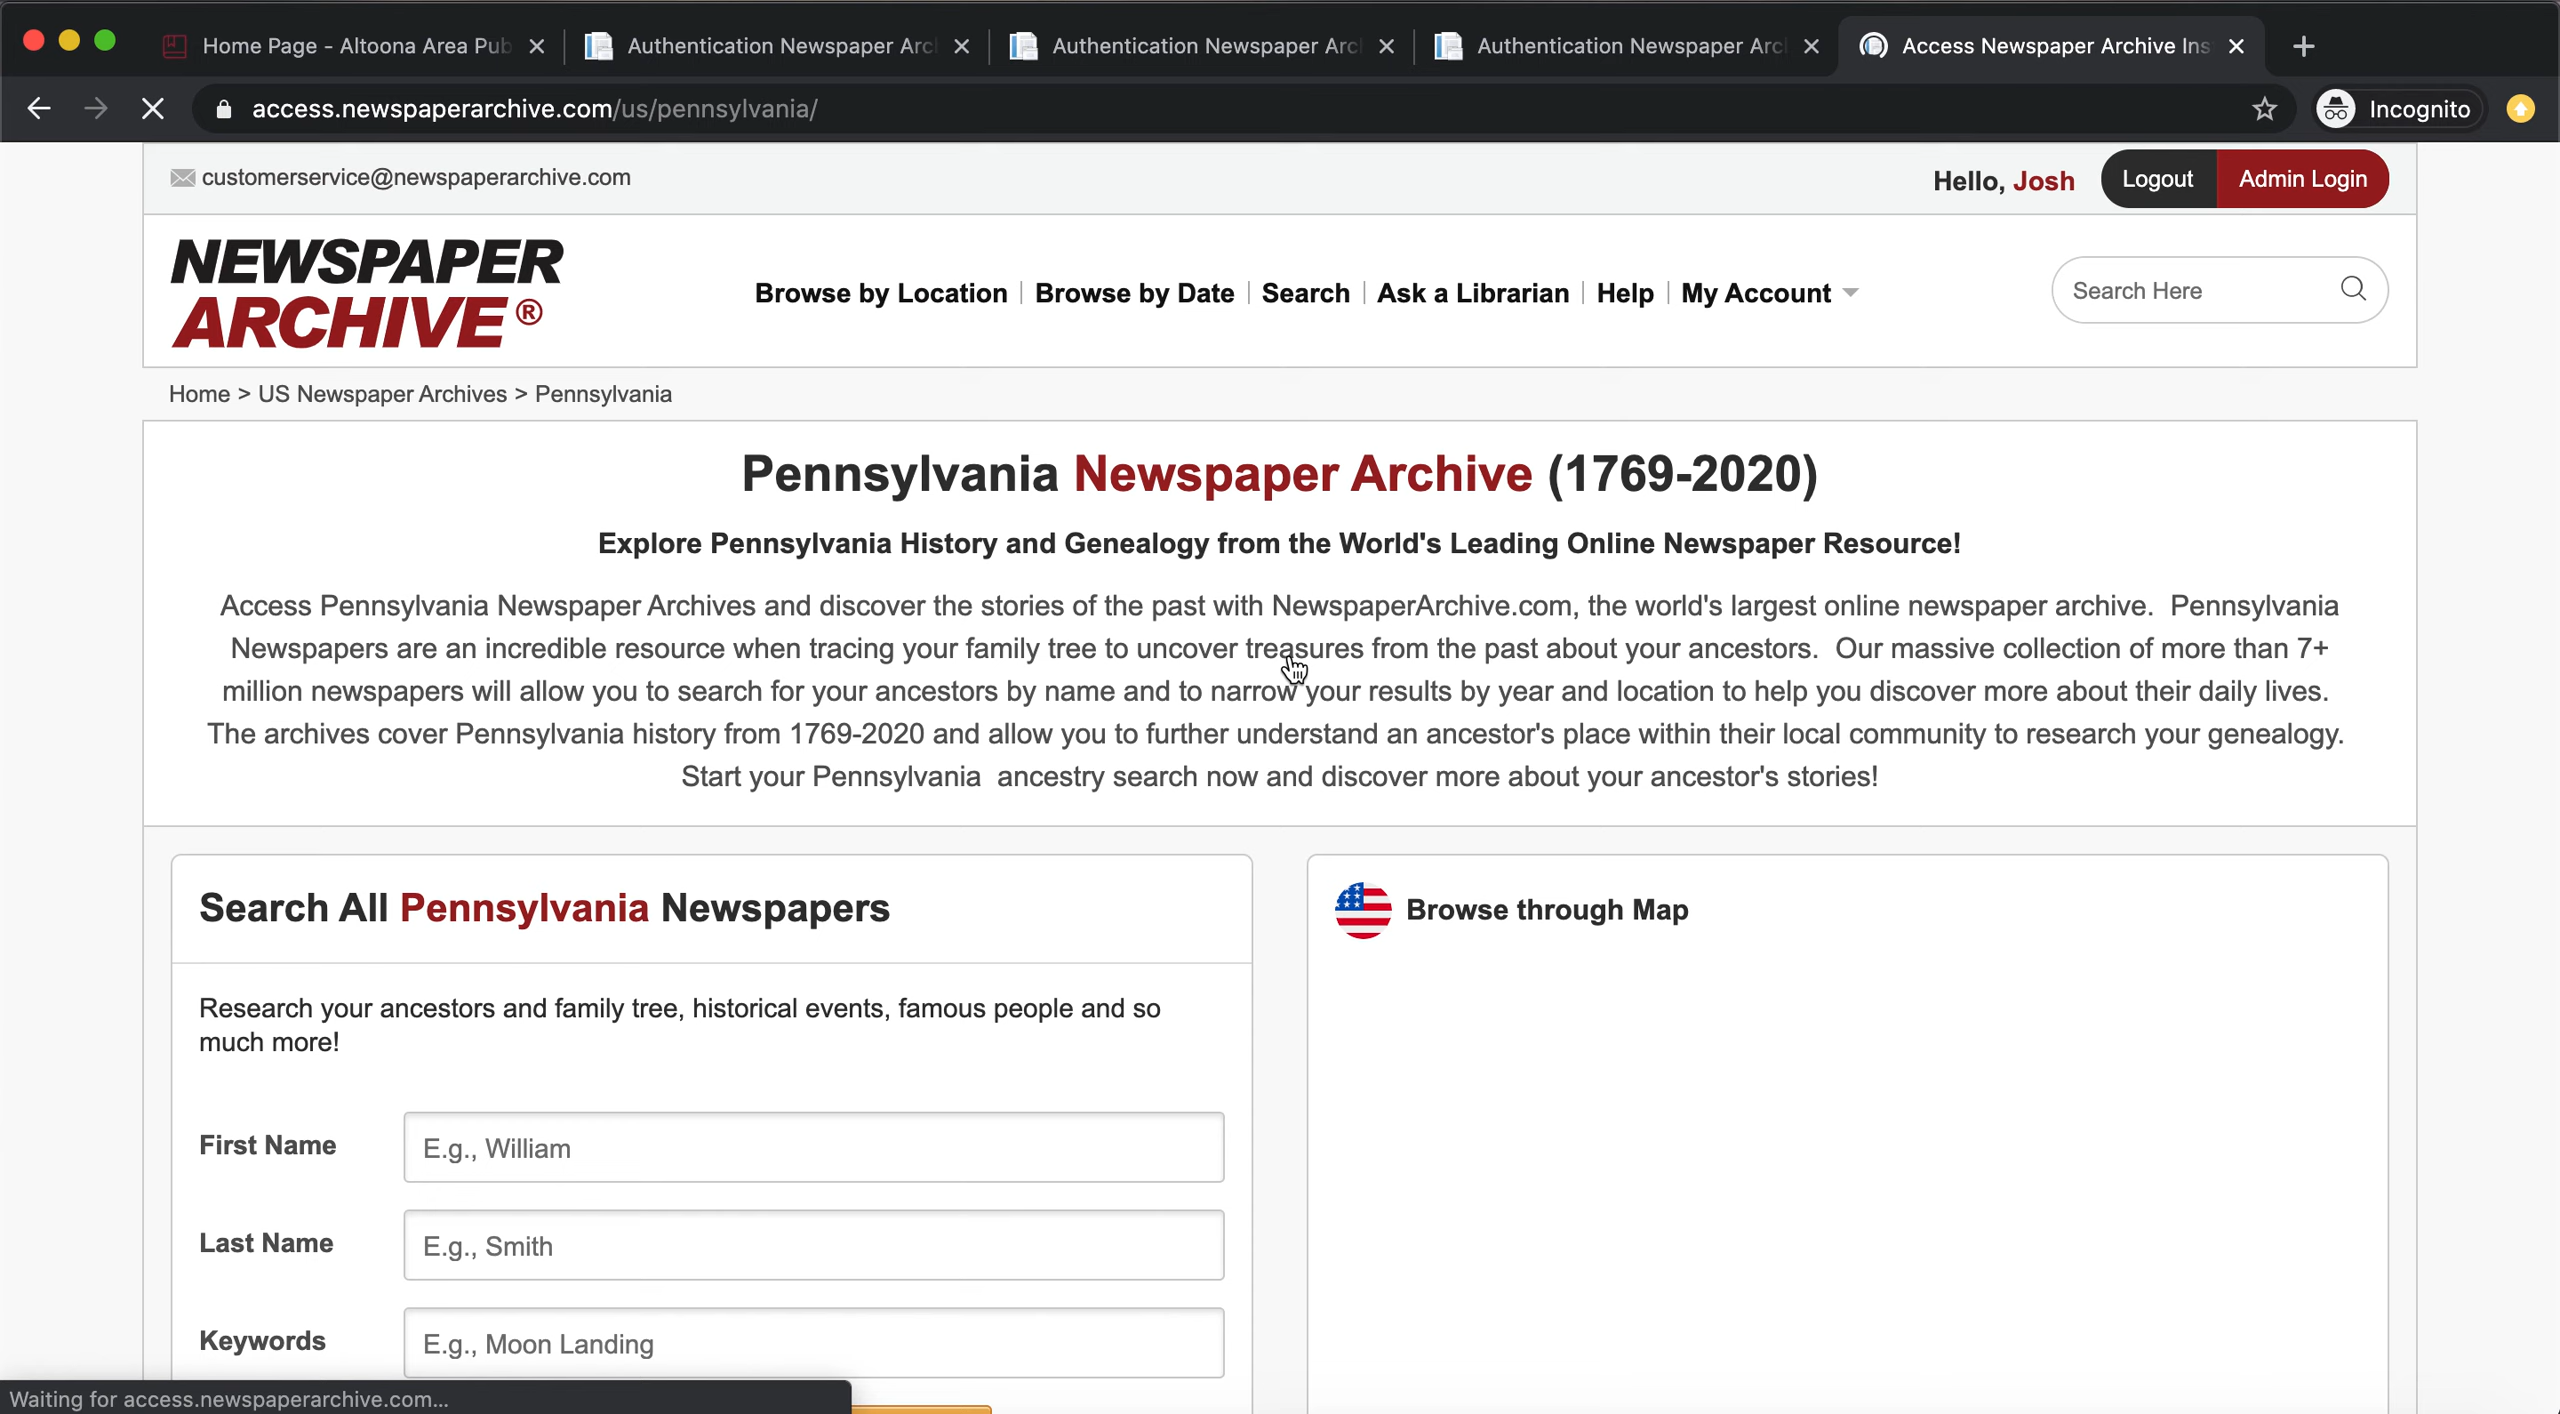 Home Page - Altoona Area Pub
Authentication Newspaper Arc
Authentication Newspaper Arc
Authentication Newspaper Arc
Access Newspaper Archive Ins
access.newspaperarchive.com/us/pennsylvania/
Incognito
customerservice@newspaperarchive.com
Hello, Josh
Logout
Admin Login
NEWSPAPER
ARCHIVE®
Browse by Location
Browse by Date
Search
Ask a Librarian
Help
My Account
Search Here
Home > US Newspaper Archives > Pennsylvania
Pennsylvania Newspaper Archive (1769-2020)
Explore Pennsylvania History and Genealogy from the World's Leading Online Newspaper Resource!
Access Pennsylvania Newspaper Archives and discover the stories of the past with NewspaperArchive.com, the world's largest online newspaper archive. Pennsylvania
Newspapers are an incredible resource when tracing your family tree to uncover treasures from the past about your ancestors. Our massive collection of more than 7+
million newspapers will allow you to search for your ancestors by name and to narrow your results by year and location to help you discover more about their daily lives.
The archives cover Pennsylvania history from 1769-2020 and allow you to further understand an ancestor's place within their local community to research your genealogy.
Start your Pennsylvania ancestry search now and discover more about your ancestor's stories!
Search All Pennsylvania Newspapers
Research your ancestors and family tree, historical events, famous people and so
much more!
First Name
E.g., William
Last Name
E.g., Smith
Keywords
E.g., Moon Landing
Browse through Map
Waiting for access.newspaperarchive.com...